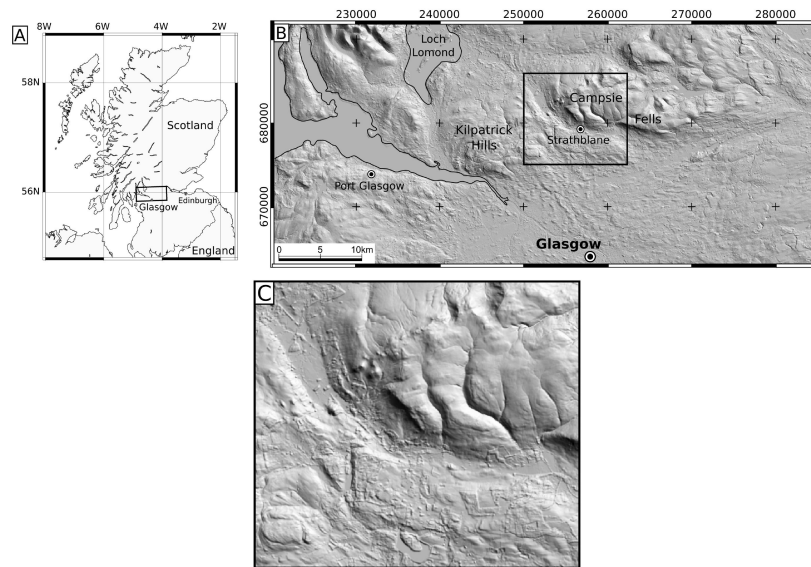 A
8W
6W
4W
2W
58N
56N
Scotland
Glasgow
Edinburgh
England
B
230000
240000
250000
260000
270000
280000
680000
670000
Loch
Lomond
Kilpatrick
Hills
Campsie
Fells
Strathblane
Port Glasgow
Glasgow
0
5
10km
C